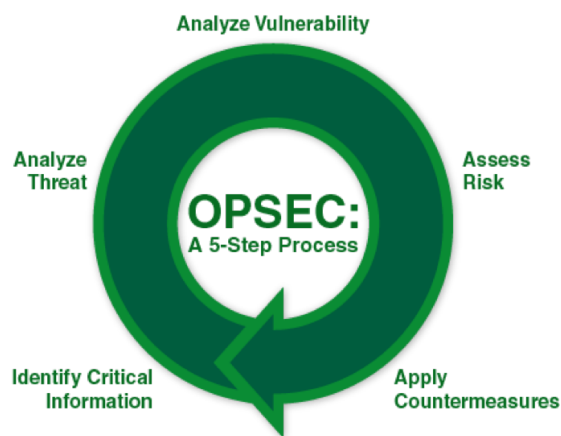 Analyze Vulnerability
Analyze
Threat
Assess
Risk
OPSEC:
A 5-Step Process
Identify Critical
Information
Apply
Countermeasures